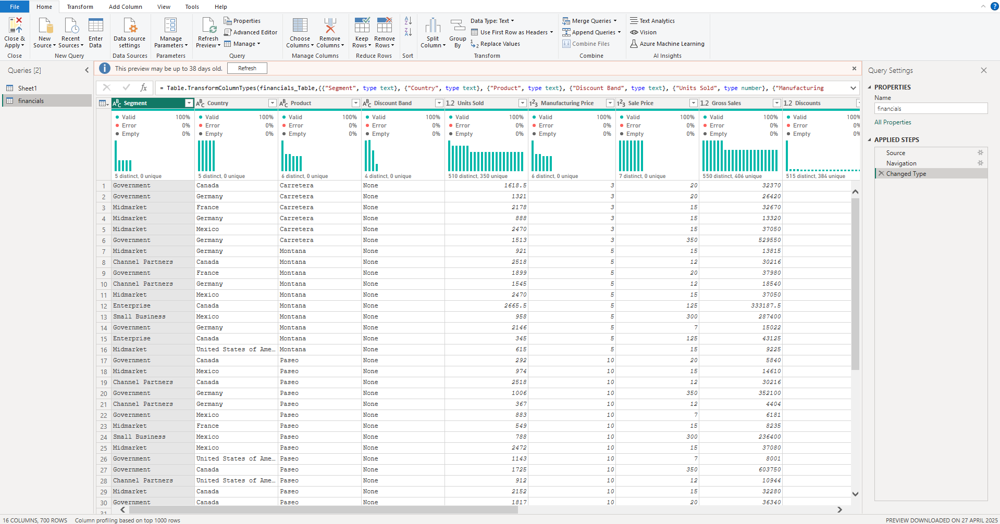 File Home Transform Add Column View Tools Help
Close & Apply
Close
New Source
Recent Sources
Enter Data
New Query
Data source settings
Data Sources
Manage Parameters
Parameters
Refresh Preview
Properties
Advanced Editor
Manage
Query
Choose Columns
Remove Columns
Manage Columns
Keep Rows
Remove Rows
Reduce Rows
Sort
Split Column
Group By
Data Type: Text
Use First Row as Headers
Replace Values
Transform
Merge Queries
Append Queries
Combine Files
Combine
Text Analytics
Vision
Azure Machine Learning
AI Insights
Queries [2]
Sheet1
financials
This preview may be up to 38 days old. Refresh
fx = Table.TransformColumnTypes(financials_Table,{{"Segment", type text}, {"Country", type text}, {"Product", type text}, {"Discount Band", type text}, {"Units Sold", type number}, {"Manufacturing
Segment Country Product Discount Band 1.2 Units Sold 123 Manufacturing Price 123 Sale Price 1.2 Gross Sales 1.2 Discounts
Valid 100% Valid 100% Valid 100% Valid 100% Valid 100% Valid 100% Valid 100% Valid 100% Valid 100%
Error 0% Error 0% Error 0% Error 0% Error 0% Error 0% Error 0% Error 0% Error 0%
Empty 0% Empty 0% Empty 0% Empty 0% Empty 0% Empty 0% Empty 0% Empty 0% Empty 0%
5 distinct, 0 unique 5 distinct, 0 unique 6 distinct, 0 unique 4 distinct, 0 unique 510 distinct, 350 unique 6 distinct, 0 unique 7 distinct, 0 unique 550 distinct, 406 unique 515 distinct, 384 unique
1 Government Canada Carretera None 1618.5 3 20 32370
2 Government Germany Carretera None 1321 3 20 26420
3 Midmarket France Carretera None 2178 3 15 32670
4 Midmarket Germany Carretera None 888 3 15 13320
5 Midmarket Mexico Carretera None 2470 3 15 37050
6 Government Germany Carretera None 1513 3 350 529550
7 Midmarket Germany Montana None 921 5 15 13815
8 Channel Partners Canada Montana None 2518 5 12 30216
9 Government France Montana None 1899 5 20 37980
10 Channel Partners Germany Montana None 1545 5 12 18540
11 Midmarket Mexico Montana None 2470 5 15 37050
12 Enterprise Canada Montana None 2665.5 5 125 333187.5
13 Small Business Mexico Montana None 958 5 300 287400
14 Government Germany Montana None 2146 5 7 15022
15 Enterprise Canada Montana None 345 5 125 43125
16 Midmarket United States of Ame... Montana None 615 5 15 9225
17 Government Canada Paseo None 292 10 20 5840
18 Midmarket Mexico Paseo None 974 10 15 14610
19 Channel Partners Canada Paseo None 2518 10 12 30216
20 Government Germany Paseo None 1006 10 350 352100
21 Channel Partners Germany Paseo None 367 10 12 4404
22 Government Mexico Paseo None 883 10 7 6181
23 Midmarket France Paseo None 549 10 15 8235
24 Small Business Mexico Paseo None 788 10 300 236400
25 Midmarket Mexico Paseo None 2472 10 15 37080
26 Government United States of Ame... Paseo None 1143 10 7 8001
27 Government Canada Paseo None 1725 10 350 603750
28 Channel Partners United States of Ame... Paseo None 912 10 12 10944
29 Midmarket Canada Paseo None 2152 10 15 32280
30 Government Canada Paseo None 1817 10 20 36340
31
Query Settings
PROPERTIES
Name
financials
All Properties
APPLIED STEPS
Source
Navigation
Changed Type
16 COLUMNS, 700 ROWS Column profiling based on top 1000 rows
PREVIEW DOWNLOADED ON 27 APRIL 2025